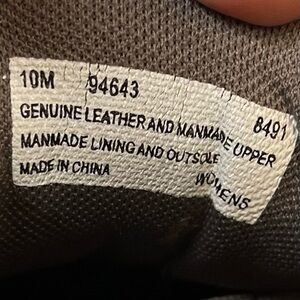 10M 94643 8491
GENUINE LEATHER AND MANMADE UPPER
MANMADE LINING AND OUTSOLE
MADE IN CHINA WOMENS